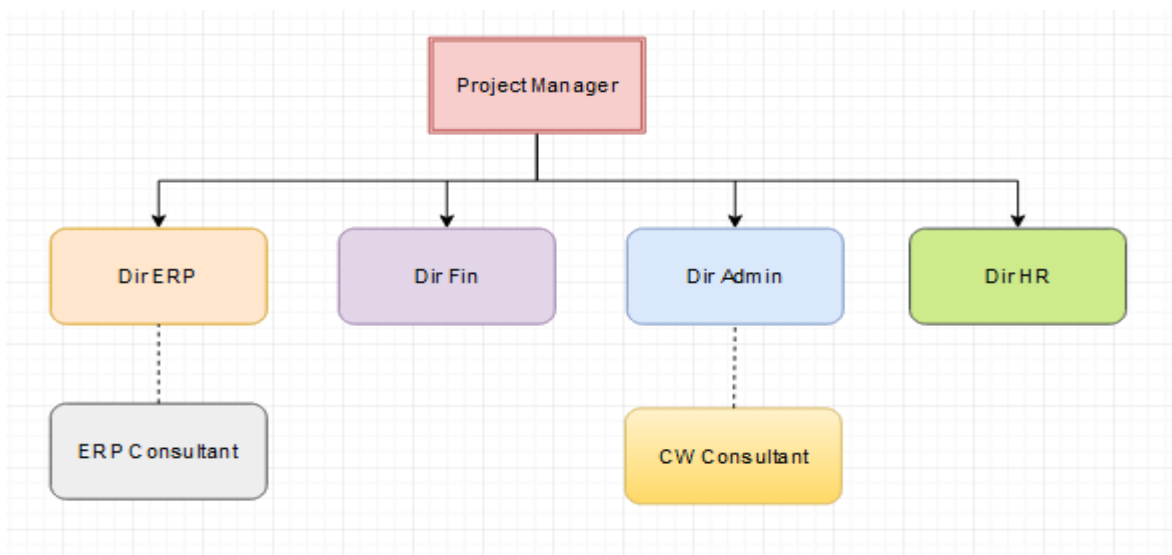 Project Manager
Dir ERP
Dir Fin
Dir Admin
Dir HR
ERP Consultant
CW Consultant